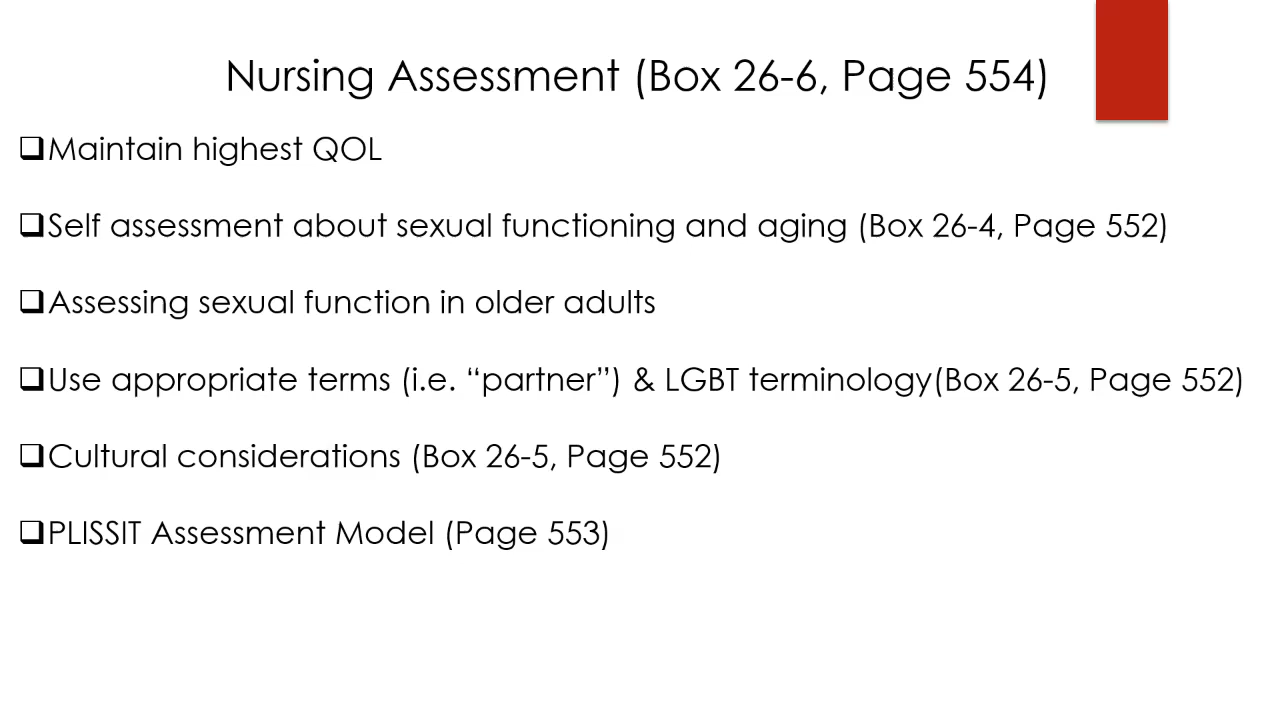 Nursing Assessment (Box 26-6, Page 554)
❑Maintain highest QOL
❑Self assessment about sexual functioning and aging (Box 26-4, Page 552)
❑Assessing sexual function in older adults
❑Use appropriate terms (i.e. “partner”) & LGBT terminology(Box 26-5, Page 552)
❑Cultural considerations (Box 26-5, Page 552)
❑PLISSIT Assessment Model (Page 553)